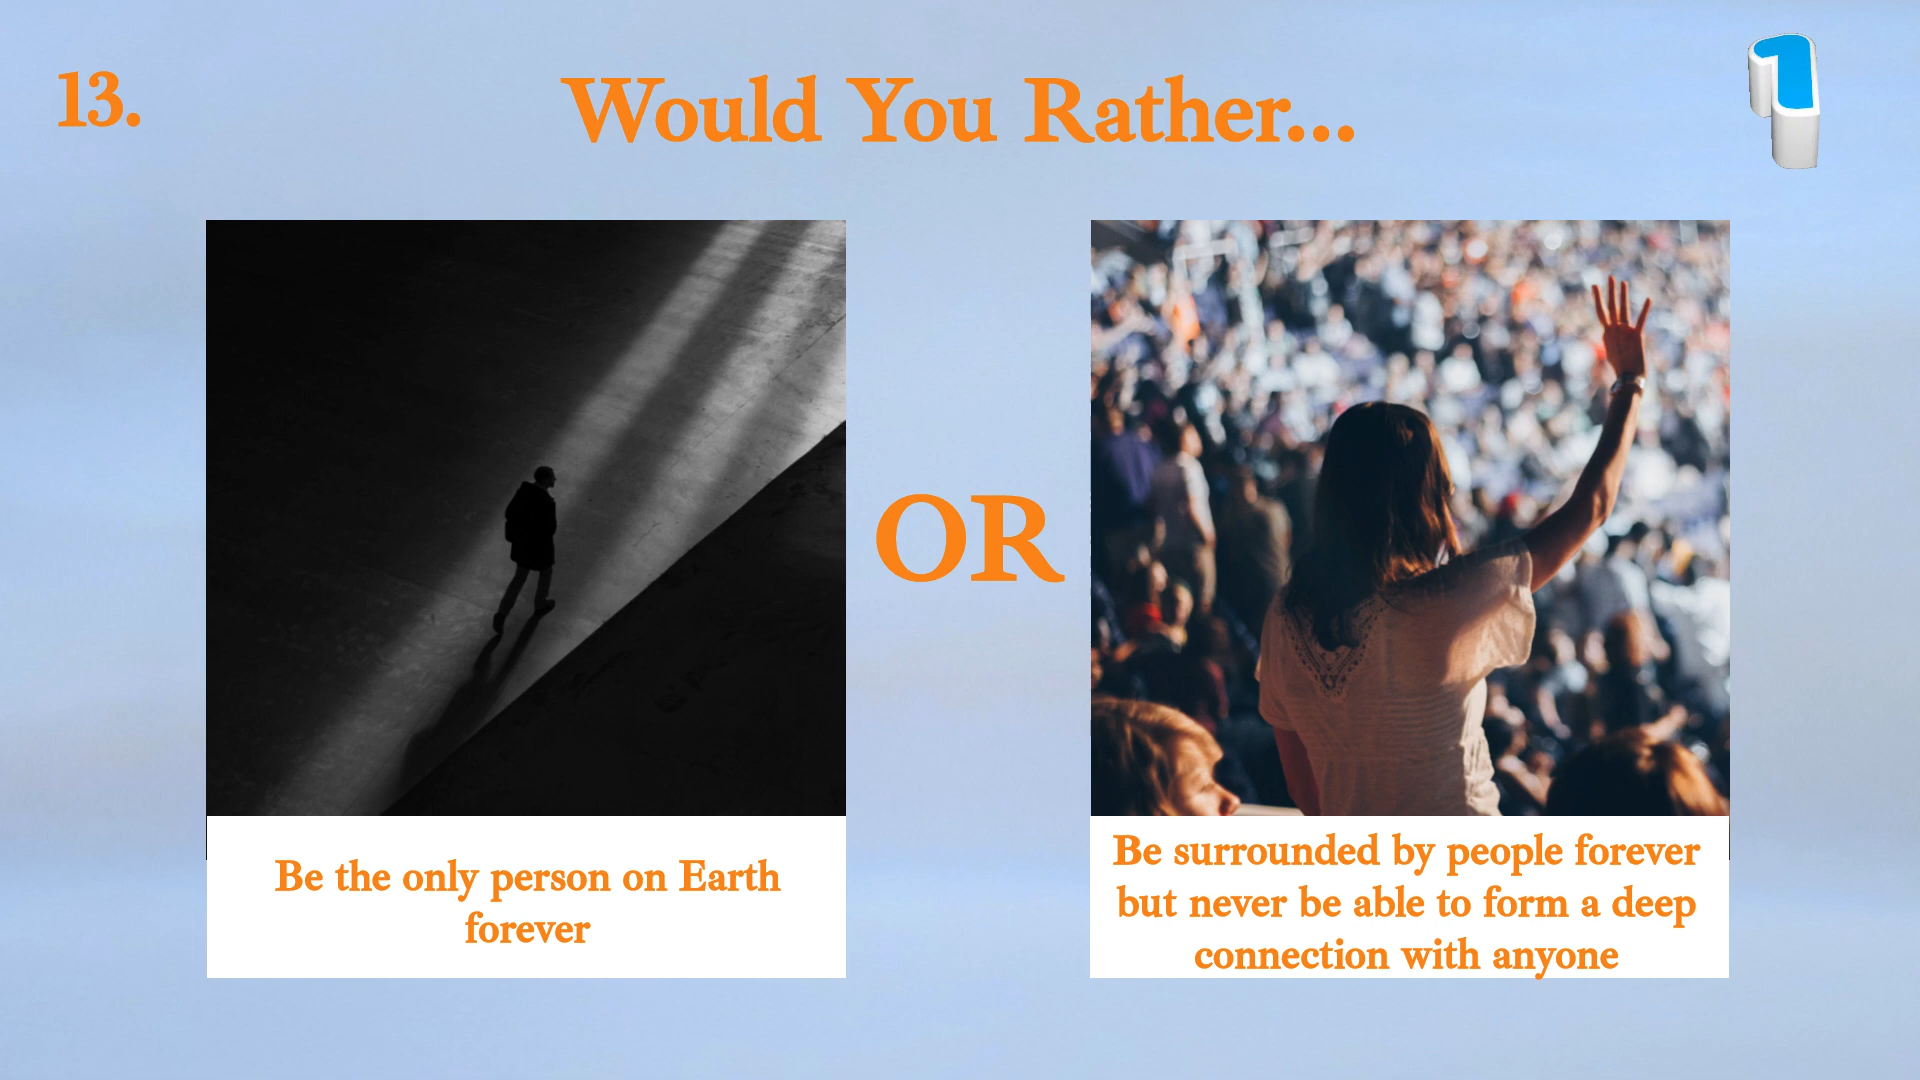 13.
Would You Rather...
1
OR
Be the only person on Earth
forever
Be surrounded by people forever
but never be able to form a deep
connection with anyone